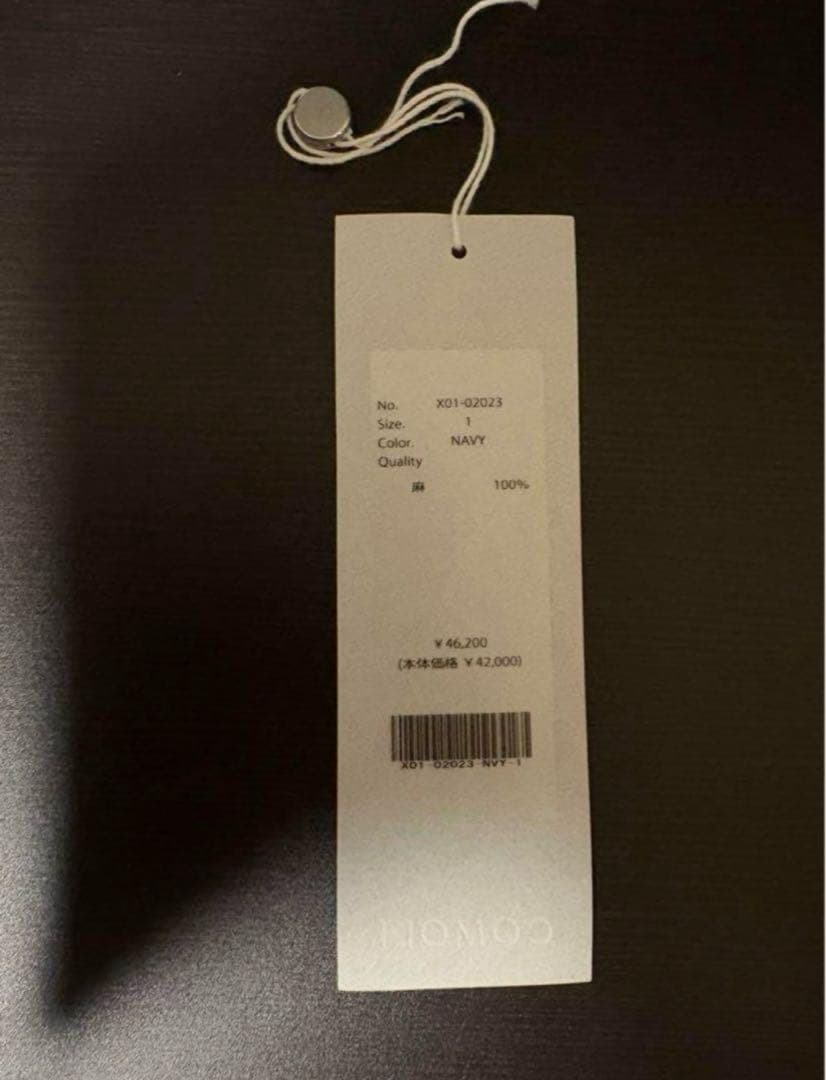 No. X01-02023
Size. 1
Color. NAVY
Quality
麻 100%
¥46,200
(本体価格 ¥42,000)
X01-02023-NVY-1
COMOLI